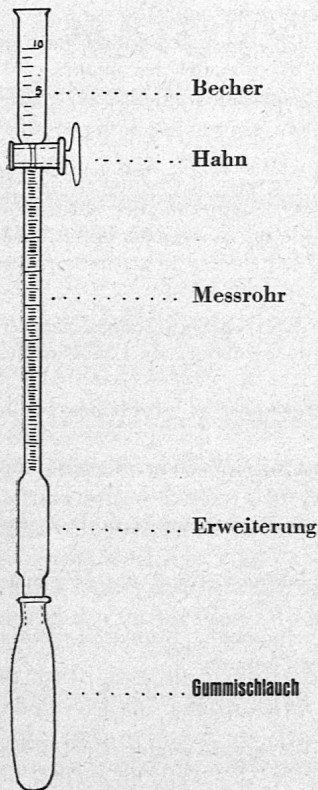 10
5
Becher
Hahn
Messrohr
Erweiterung
Gummischlauch